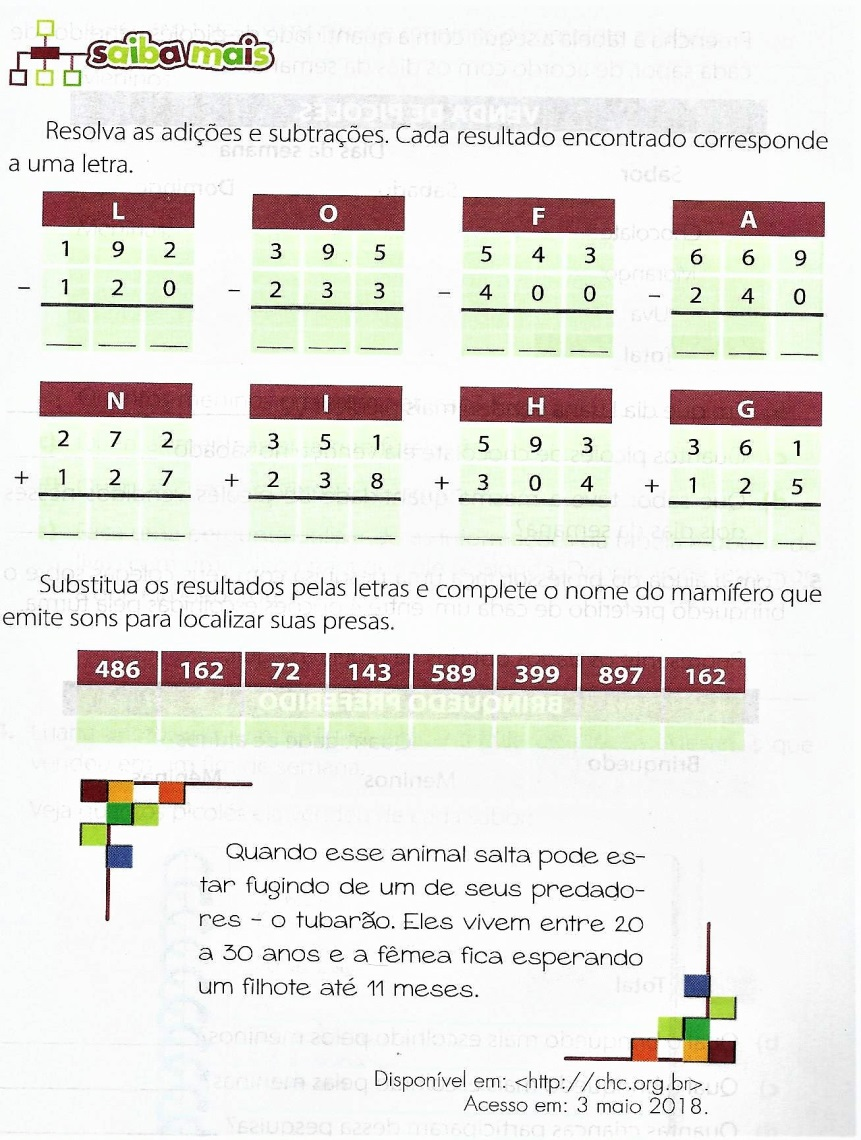 saiba mais
Resolva as adições e subtrações. Cada resultado encontrado corresponde
a uma letra.
L O F A
1 9 2 3 9 5 5 4 3 6 6 9
- 1 2 0 - 2 3 3 - 4 0 0 - 2 4 0
N I H G
2 7 2 3 5 1 5 9 3 3 6 1
+ 1 2 7 + 2 3 8 + 3 0 4 + 1 2 5
Substitua os resultados pelas letras e complete o nome do mamífero que
emite sons para localizar suas presas.
486 162 72 143 589 399 897 162
Quando esse animal salta pode es-
tar fugindo de um de seus predado-
res - o tubarão. Eles vivem entre 20
a 30 anos e a fêmea fica esperando
um filhote até 11 meses.
Disponível em: <http://chc.org.br>.
Acesso em: 3 maio 2018.